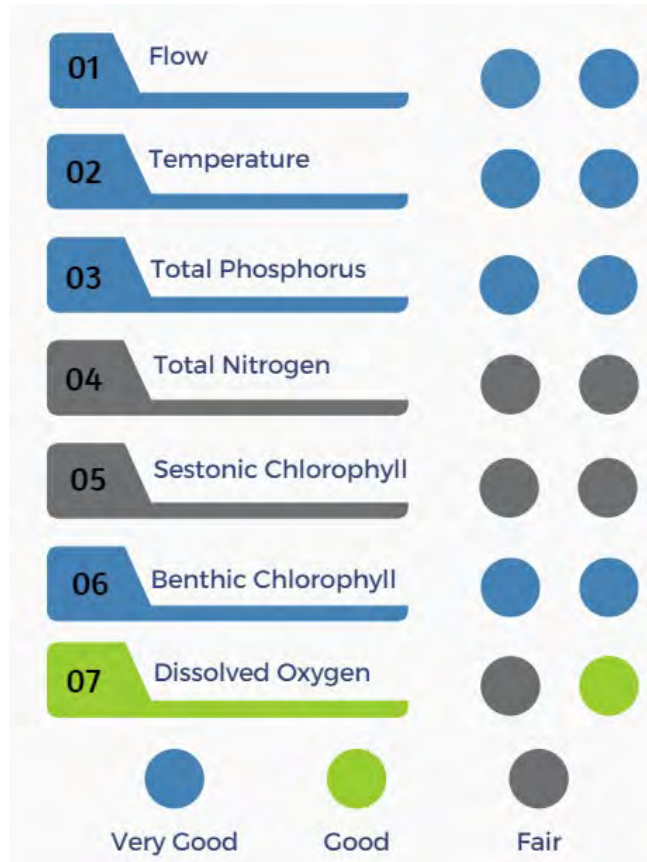 01 Flow
02 Temperature
03 Total Phosphorus
04 Total Nitrogen
05 Sestonic Chlorophyll
06 Benthic Chlorophyll
07 Dissolved Oxygen
Very Good Good Fair